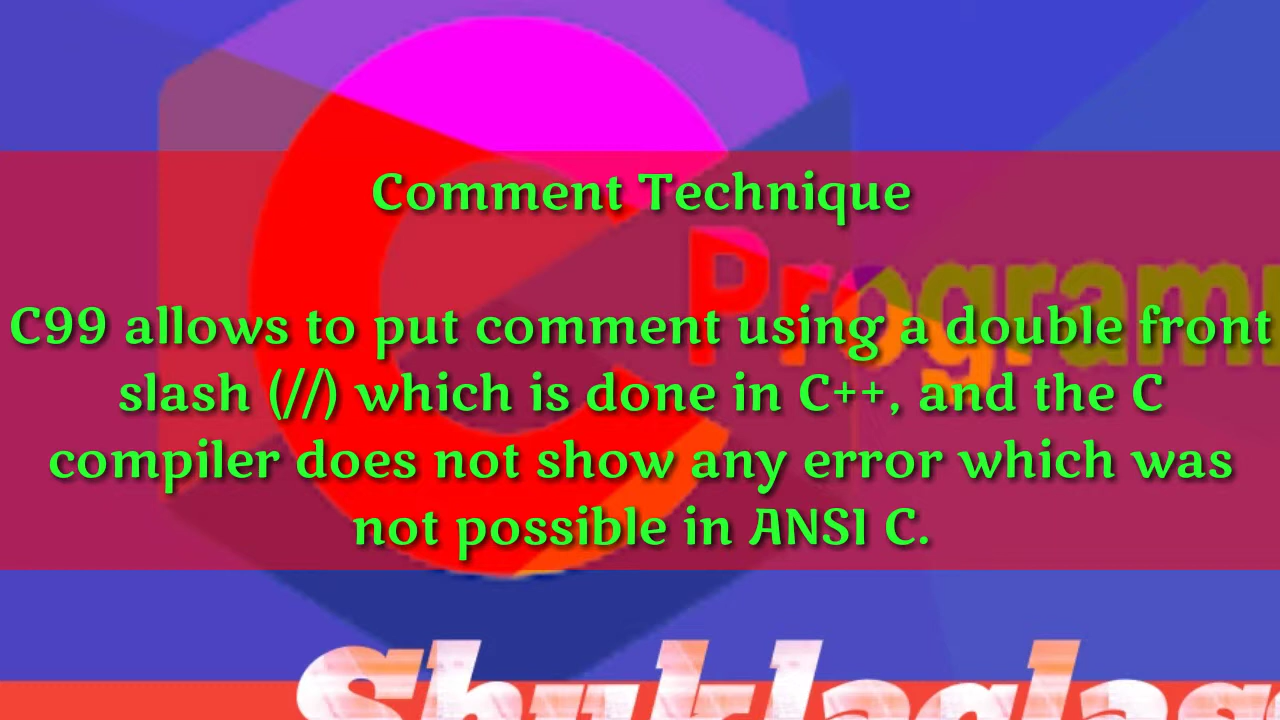 Comment Technique
Programm
C99 allows to put comment using a double front
slash (//) which is done in C++, and the C
compiler does not show any error which was
not possible in ANSI C.